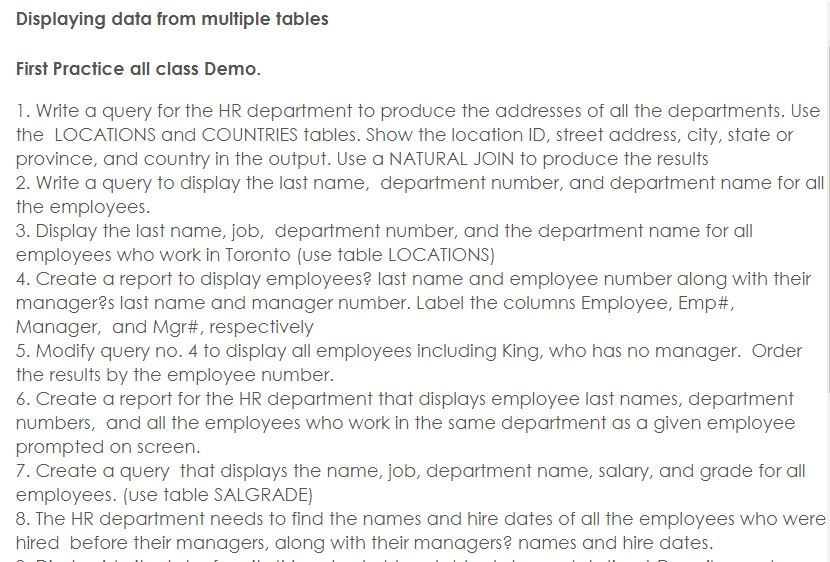 Displaying data from multiple tables
First Practice all class Demo.
1. Write a query for the HR department to produce the addresses of all the departments. Use
the LOCATIONS and COUNTRIES tables. Show the location ID, street address, city, state or
province, and country in the output. Use a NATURAL JOIN to produce the results
2. Write a query to display the last name, department number, and department name for all
the employees.
3. Display the last name, job, department number, and the department name for all
employees who work in Toronto (use table LOCATIONS)
4. Create a report to display employees? last name and employee number along with their
manager?s last name and manager number. Label the columns Employee, Emp#,
Manager, and Mgr#, respectively
5. Modify query no. 4 to display all employees including King, who has no manager. Order
the results by the employee number.
6. Create a report for the HR department that displays employee last names, department
numbers, and all the employees who work in the same department as a given employee
prompted on screen.
7. Create a query that displays the name, job, department name, salary, and grade for all
employees. (use table SALGRADE)
8. The HR department needs to find the names and hire dates of all the employees who were
hired before their managers, along with their managers? names and hire dates.